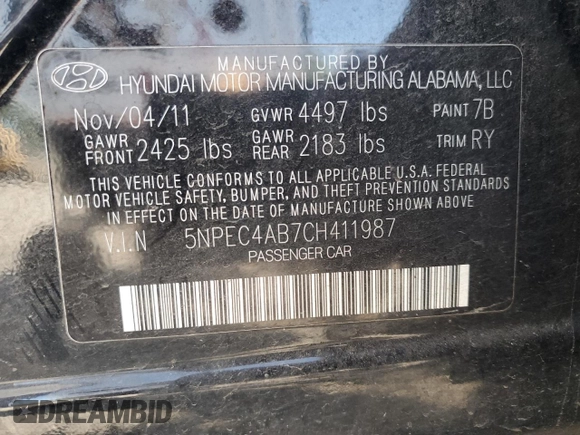 MANUFACTURED BY
HYUNDAI MOTOR MANUFACTURING ALABAMA, LLC
Nov/04/11 GVWR 4497 lbs PAINT 7B
GAWR FRONT 2425 lbs GAWR REAR 2183 lbs TRIM RY
THIS VEHICLE CONFORMS TO ALL APPLICABLE U.S.A. FEDERAL
MOTOR VEHICLE SAFETY, BUMPER, AND THEFT PREVENTION STANDARDS
IN EFFECT ON THE DATE OF MANUFACTURE SHOWN ABOVE.
V.I.N 5NPEC4AB7CH411987
PASSENGER CAR
DREAMBID